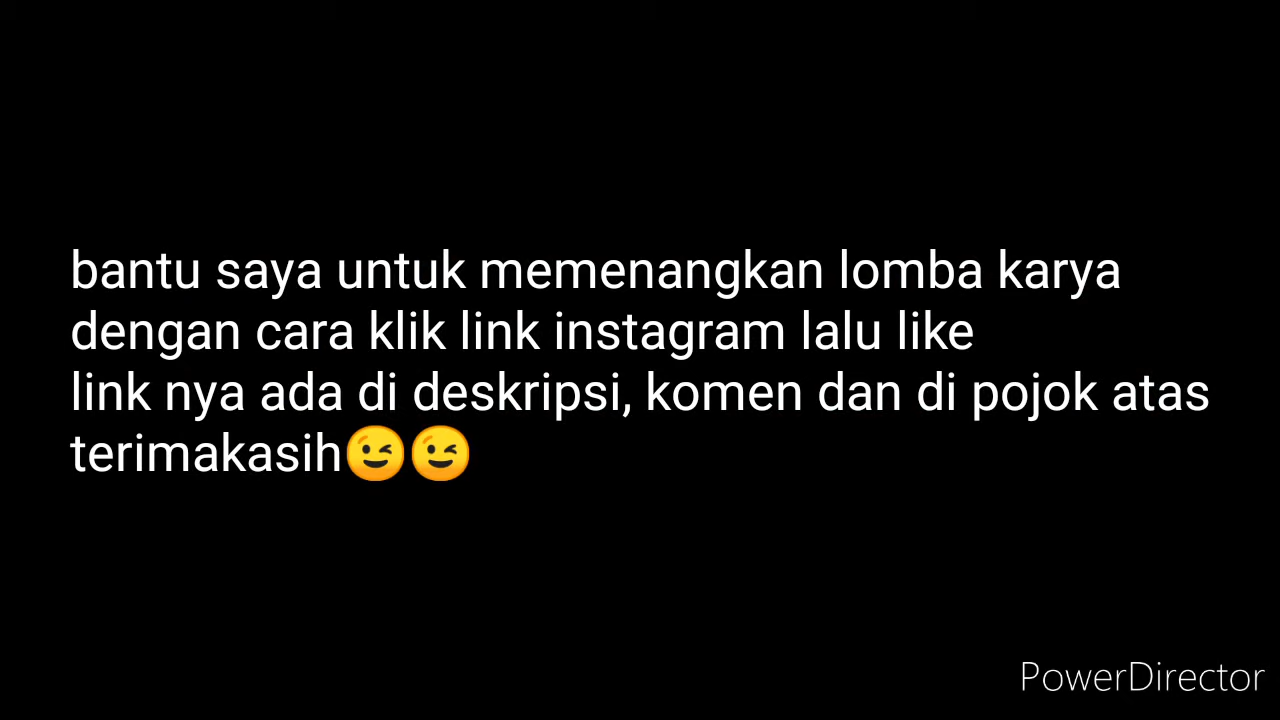 bantu saya untuk memenangkan lomba karya
dengan cara klik link instagram lalu like
link nya ada di deskripsi, komen dan di pojok atas
terimakasih😉😉
PowerDirector